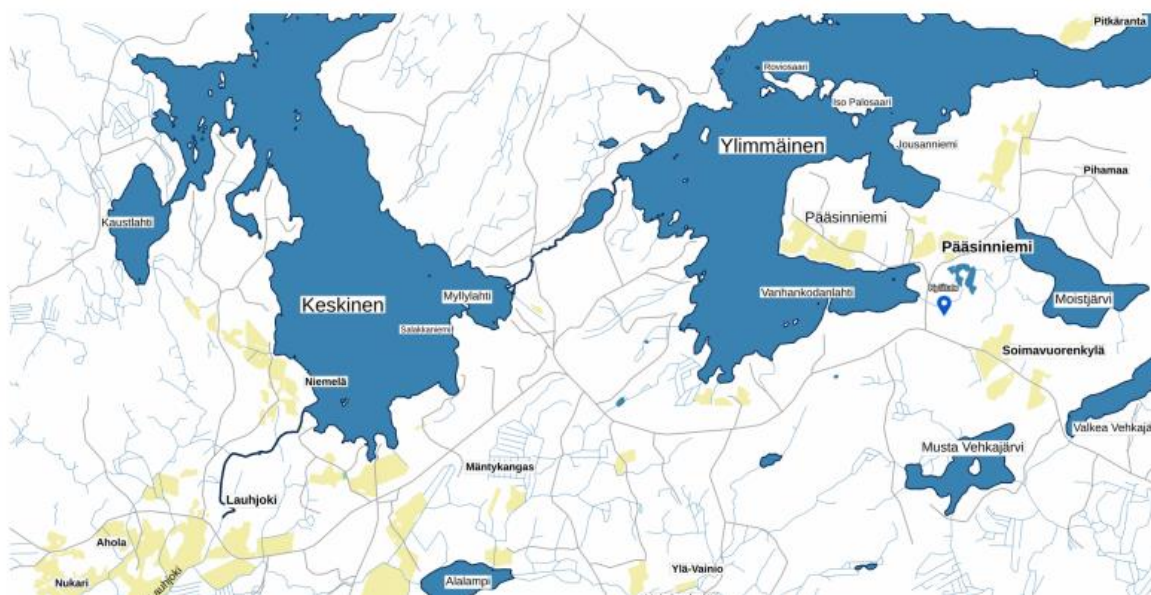 Pitkäranta
Roviosaari
Iso Palosaari
Ylimmäinen
Jousanniemi
Pihamaa
Kaustlahti
Pääsinniemi
Pääsinniemi
Myllylahti
Vanhankodanlahti
Moistjärvi
Keskinen
Salakkaniemi
Soimavuorenkylä
Niemelä
Valkea Vehkajä
Musta Vehkajärvi
Mäntykangas
Lauhjoki
Ahola
Ylä-Vainio
Nukari
auhjoki
Alalampi